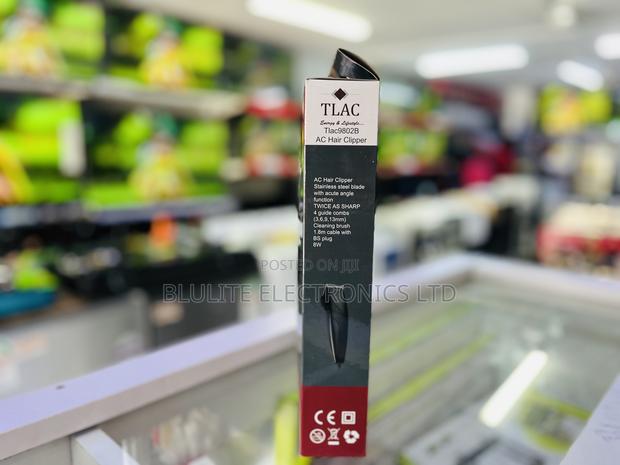 TLAC
Energy & Lifestyle...
Tlac9802B
AC Hair Clipper
AC Hair Clipper
Stainless steel blade
with acute angle
function
TWICE AS SHARP
4 guide combs
(3,6,9,13mm)
Cleaning brush
1.8m cable with
BS plug
8W
POSTED ON JIJI
BLULITE ELECTRONICS LTD
CE